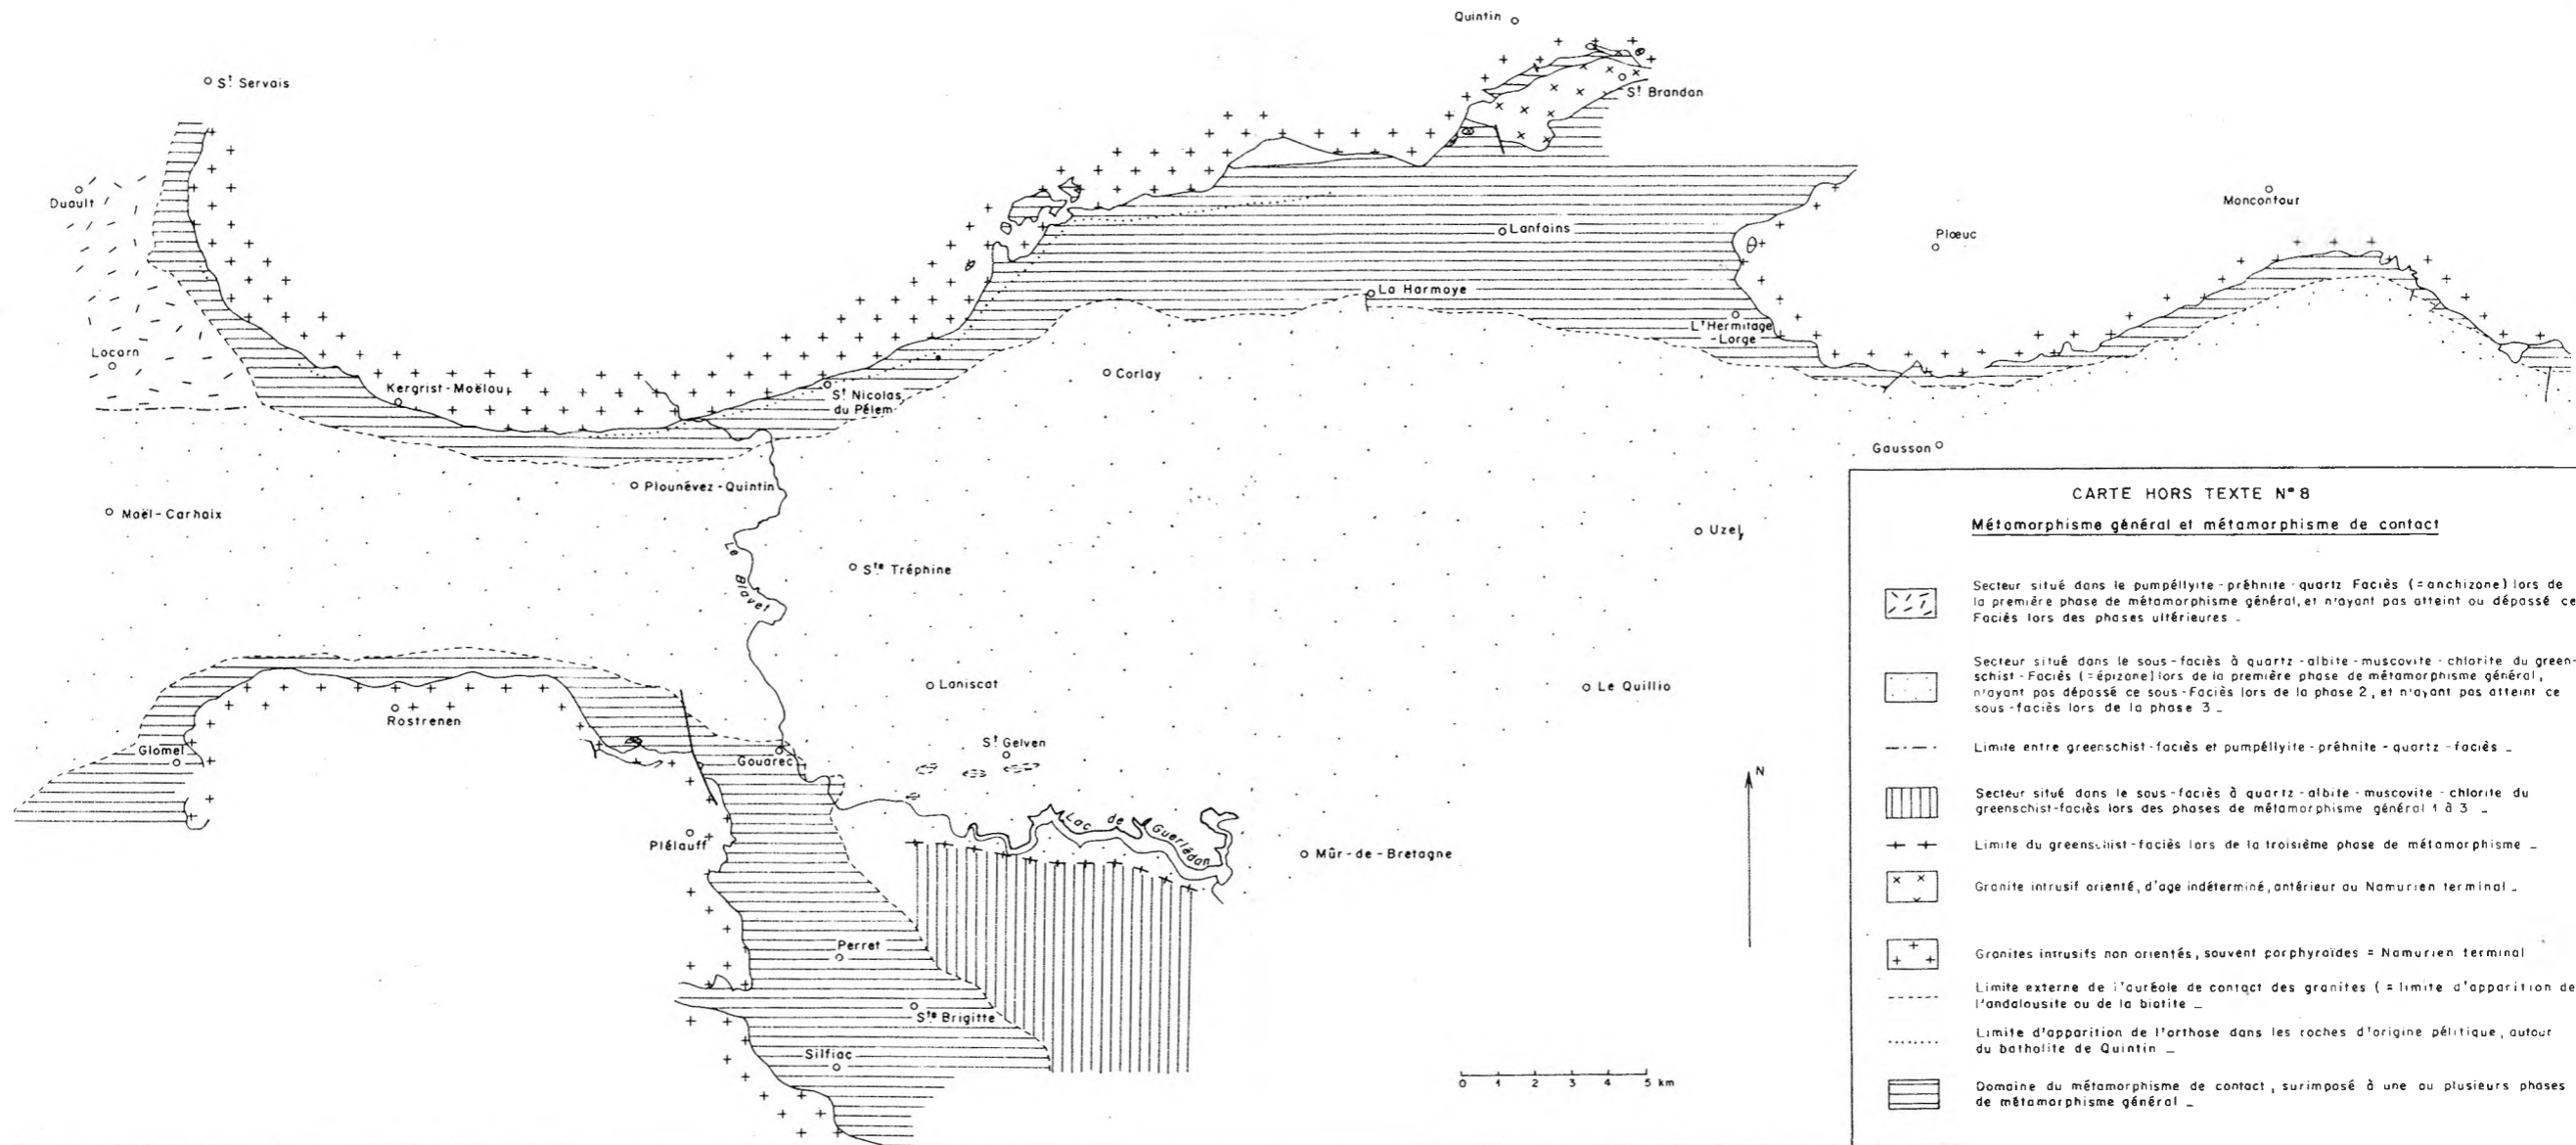 Quintin
St Servais
St Brandan
Duault
Moncontour
Lanfains
Plœuc
La Harmoye
L'Hermitage
-Lorge
Locarn
Corlay
Kergrist-Moëlou
St Nicolas
du Pélem
Gausson
Plounévez-Quintin
Maël-Carhaix
Uzel
Le
Blavet
Ste Tréphine
Laniscat
Le Quillio
Rostrenen
Glomel
St Gelven
Gouarec
N
Lac de Guerlédan
Plélauff
Mûr-de-Bretagne
Perret
Ste Brigitte
Silfiac
0 1 2 3 4 5 km
CARTE HORS TEXTE N° 8
Métamorphisme général et métamorphisme de contact
Secteur situé dans le pumpéllyite-préhnite-quartz Faciès (=anchizone) lors de
la première phase de métamorphisme général, et n'ayant pas atteint ou dépassé ce
Faciès lors des phases ultérieures _
Secteur situé dans le sous-faciès à quartz-albite-muscovite-chlorite du green-
schist-Faciès (=épizone) lors de la première phase de métamorphisme général,
n'ayant pas dépassé ce sous-Faciès lors de la phase 2, et n'ayant pas atteint ce
sous-faciès lors de la phase 3 _
Limite entre greenschist-faciès et pumpéllyite-préhnite-quartz-faciès _
Secteur situé dans le sous-faciès à quartz-albite-muscovite-chlorite du
greenschist-faciès lors des phases de métamorphisme général 1 à 3 _
Limite du greenschist-faciès lors de la troisième phase de métamorphisme _
Granite intrusif orienté, d'age indéterminé, antérieur au Namurien terminal _
Granites intrusifs non orientés, souvent porphyroïdes = Namurien terminal
Limite externe de l'auréole de contact des granites (= limite d'apparition de
l'andalousite ou de la biotite _
Limite d'apparition de l'orthose dans les roches d'origine pélitique, autour
du batholite de Quintin _
Domaine du métamorphisme de contact, surimposé à une ou plusieurs phases
de métamorphisme général _